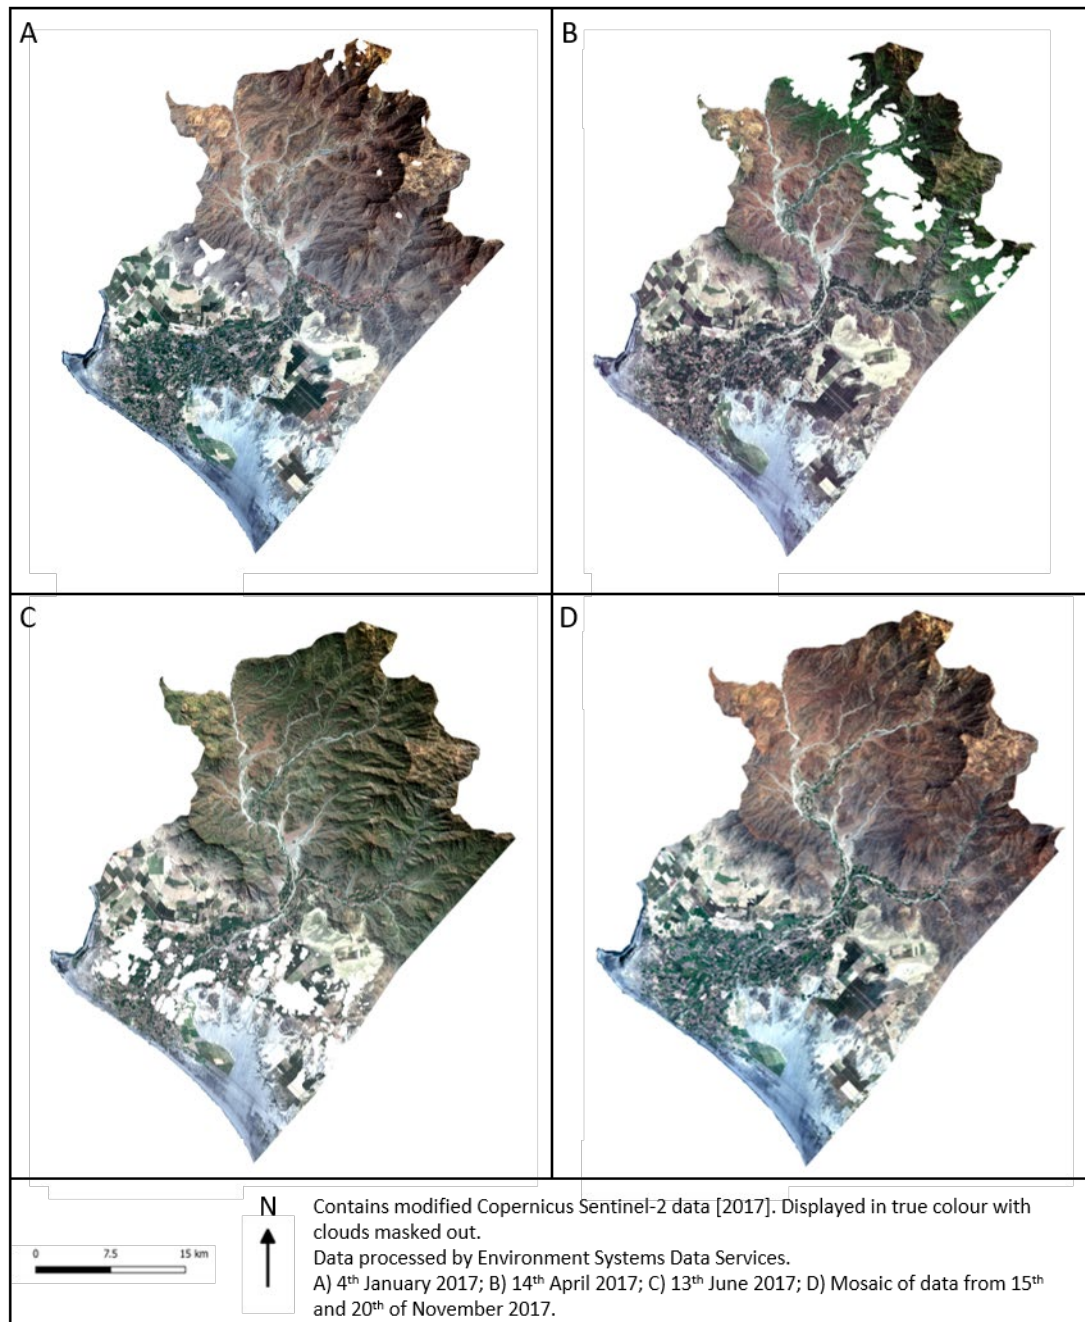 A
B
C
D
N
0 7.5 15 km
Contains modified Copernicus Sentinel-2 data [2017]. Displayed in true colour with
clouds masked out.
Data processed by Environment Systems Data Services.
A) 4th January 2017; B) 14th April 2017; C) 13th June 2017; D) Mosaic of data from 15th
and 20th of November 2017.